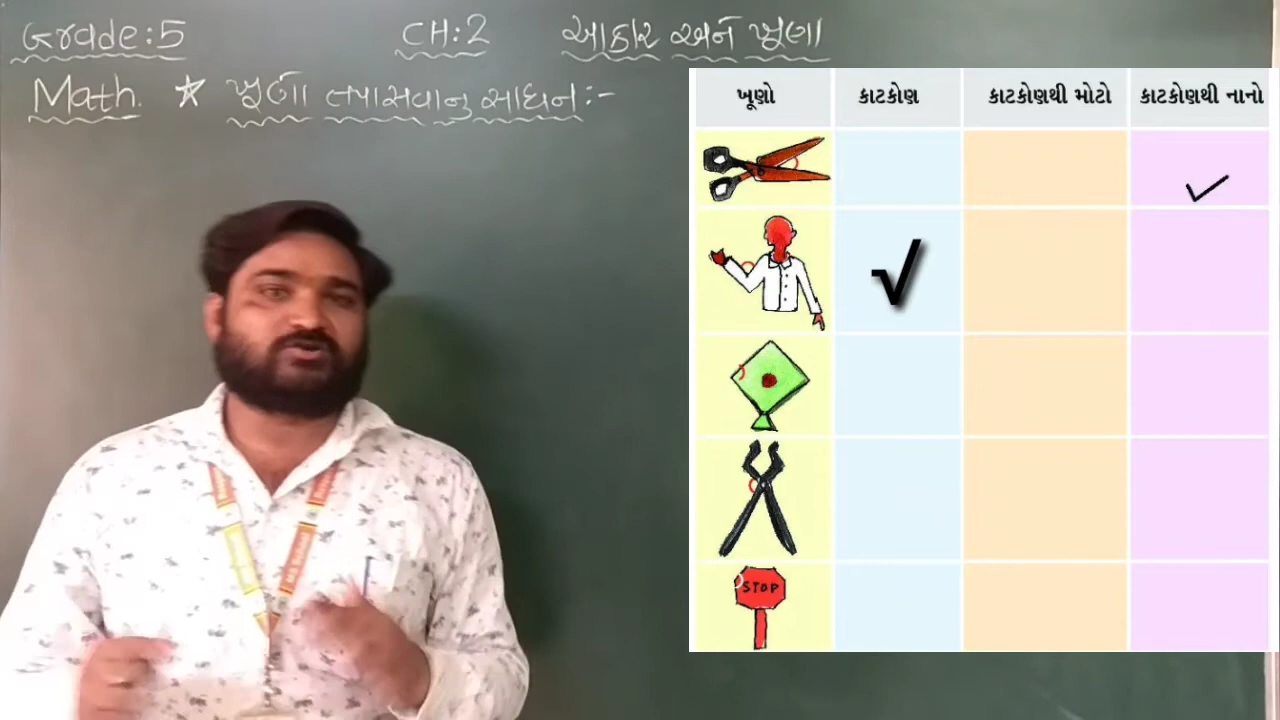 Grade:5 CH:2 આકાર અને ખૂણા
Math. ★ ખૂણા તપાસવાનુ સાધન:-
ખૂણો કાટકોણ કાટકોણથી મોટો કાટકોણથી નાનો
✓
√
STOP